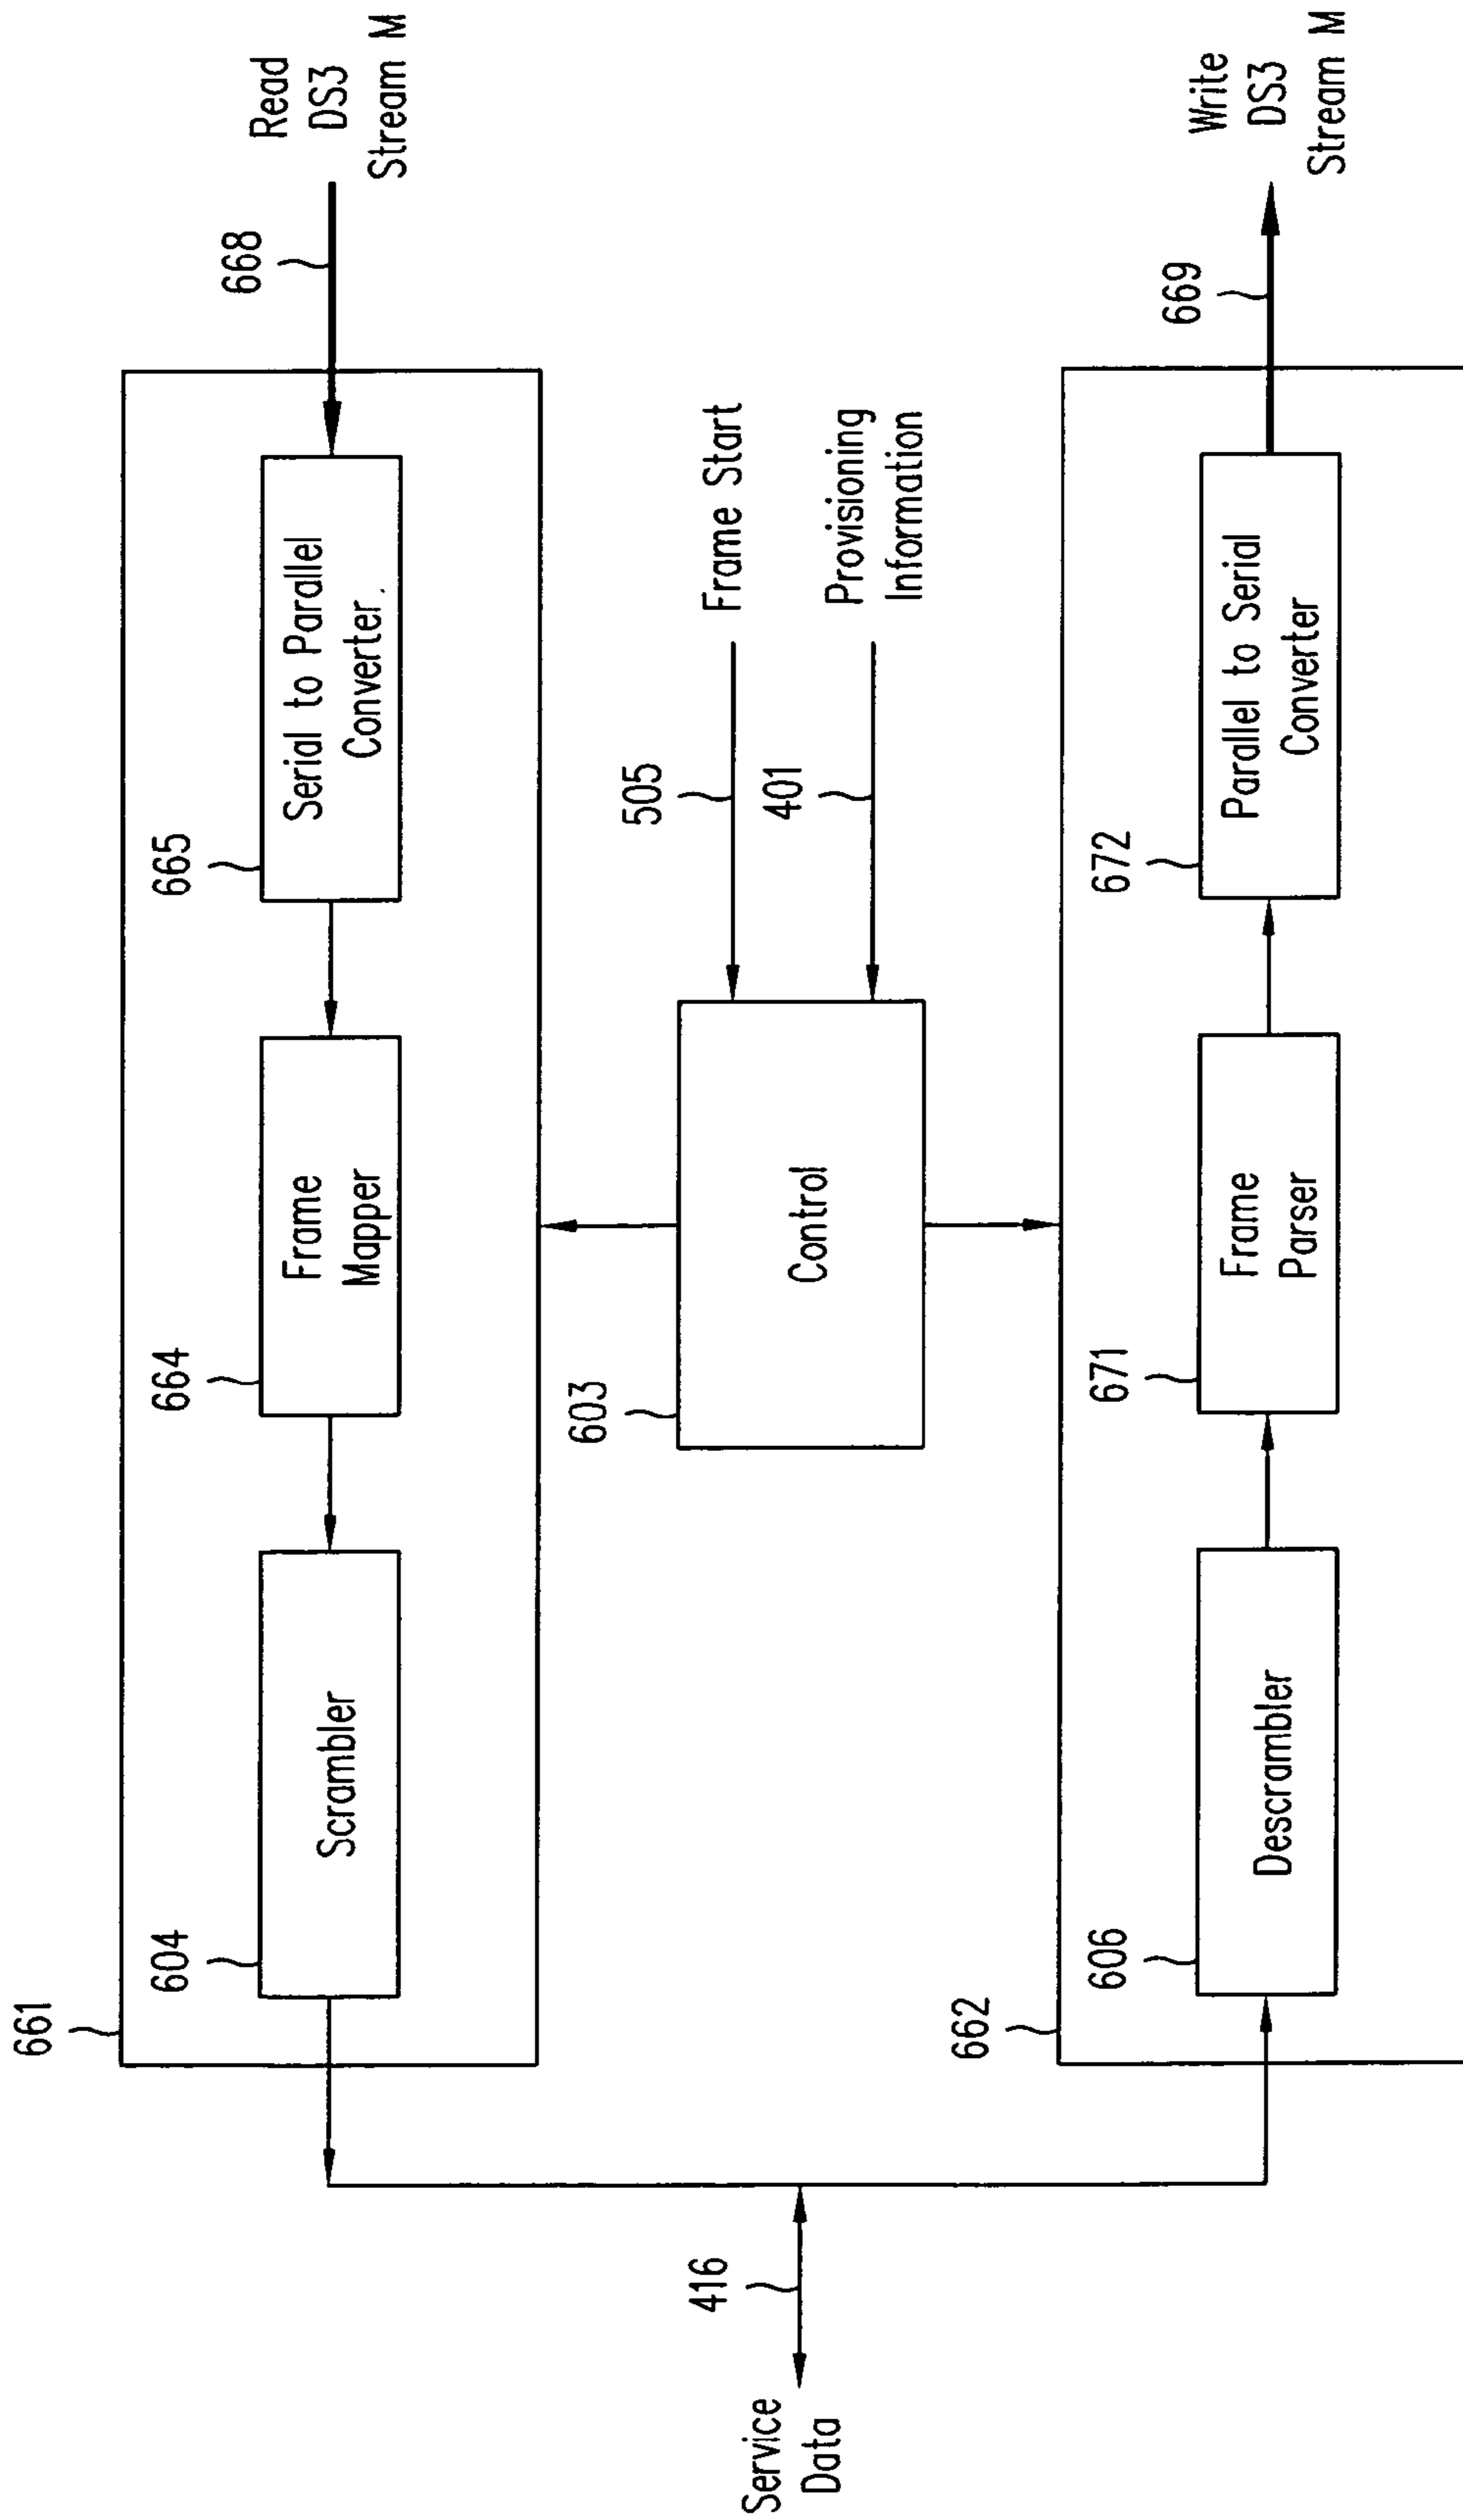 661
604
Scrambler
664
Frame
Mapper
665
Serial to Parallel
Converter.
668
Read
DS3
Stream M
Service
Data
416
603
Control
505
Frame Start
401
Provisioning
Information
662
606
Descrambler
671
Frame
Parser
672
Parallel to Serial
Converter
669
Write
DS3
Stream M